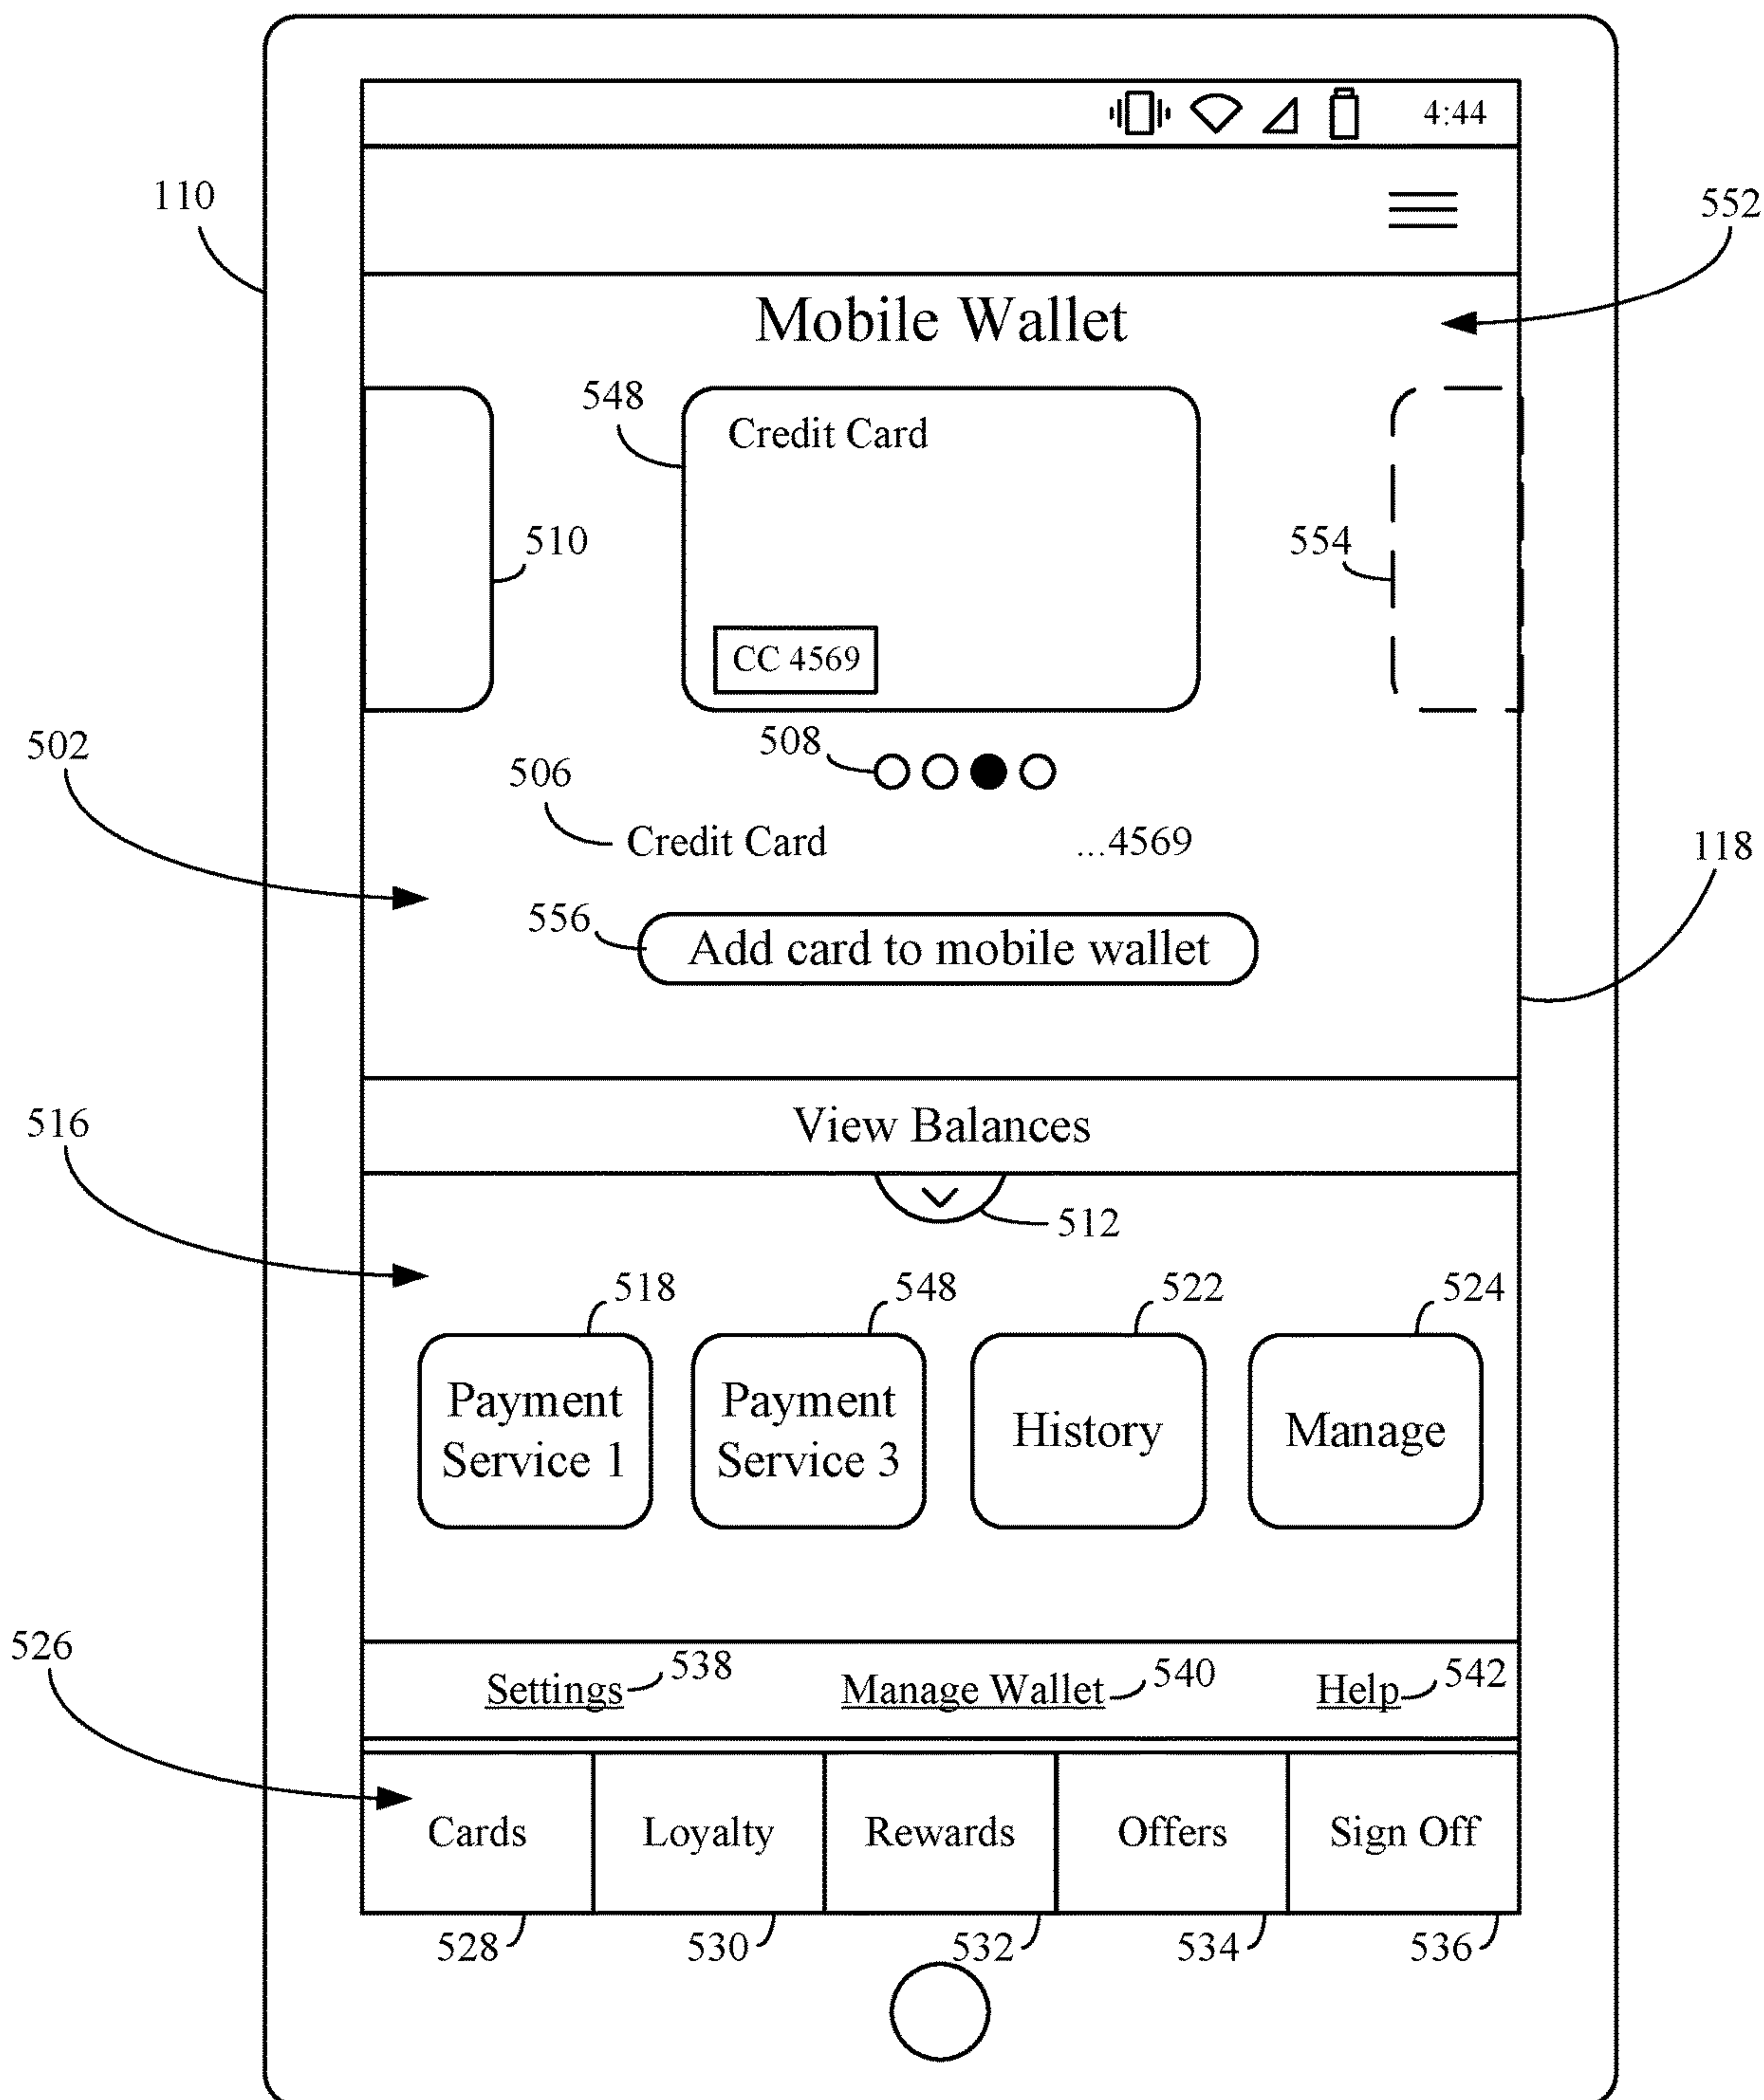 4:44
110
552
Mobile Wallet
548
Credit Card
510
554
CC 4569
502
508
506
Credit Card ...4569
118
556
Add card to mobile wallet
516
View Balances
512
518 548 522 524
Payment
Service 1
Payment
Service 3
History
Manage
526
Settings 538 Manage Wallet 540 Help 542
Cards Loyalty Rewards Offers Sign Off
528 530 532 534 536